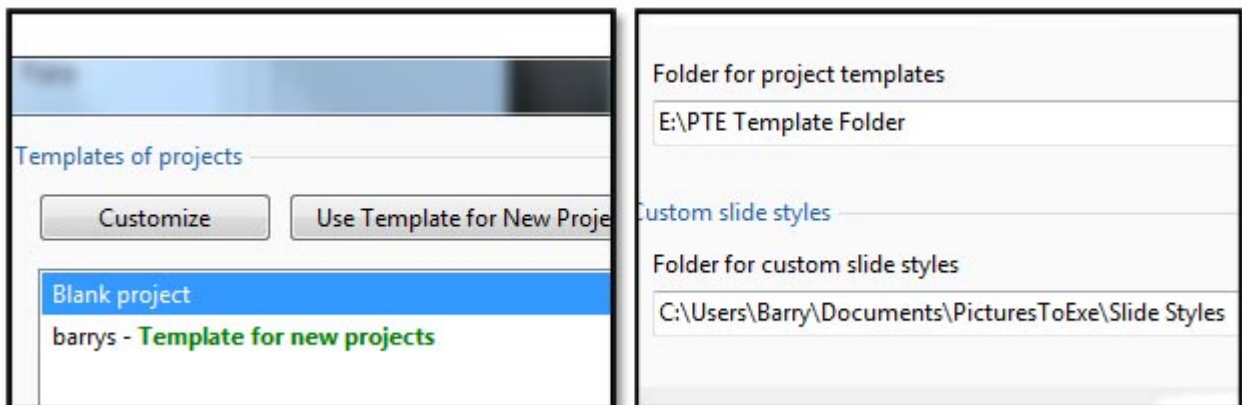 Templates of projects
Customize
Use Template for New Proje
Blank project
barrys - Template for new projects
Folder for project templates
E:\PTE Template Folder
Custom slide styles
Folder for custom slide styles
C:\Users\Barry\Documents\PicturesToExe\Slide Styles